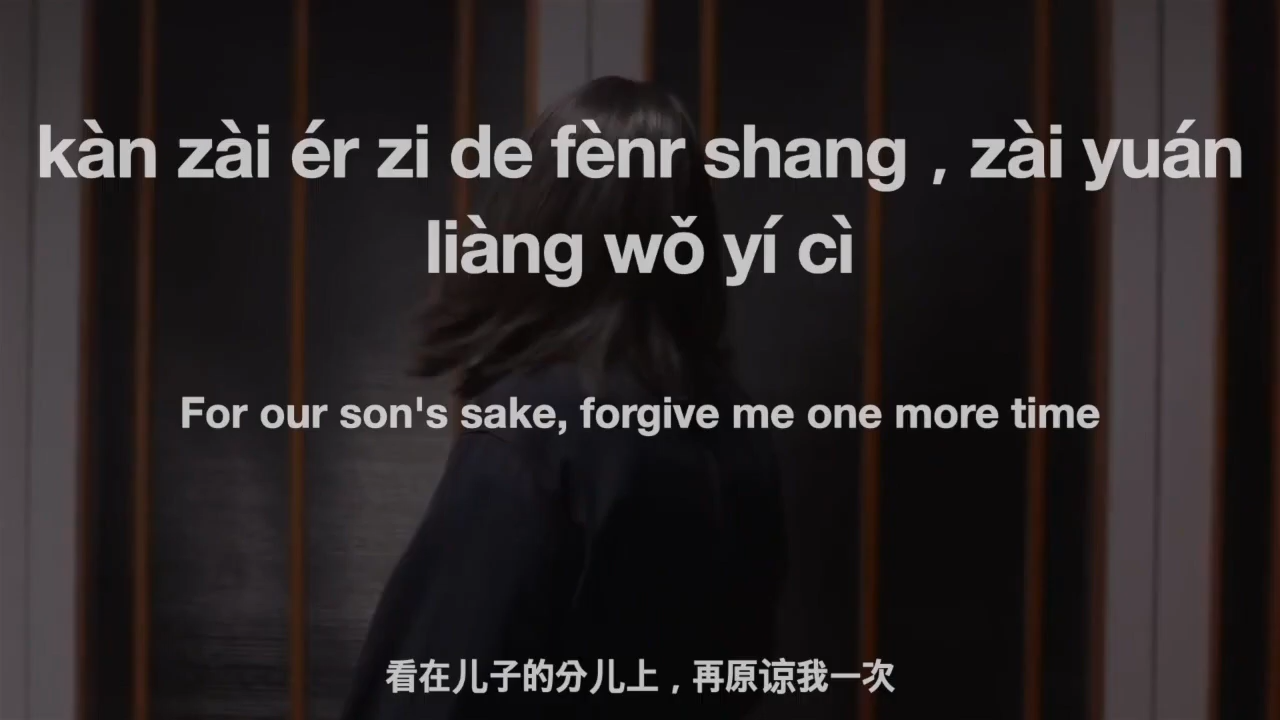 kàn zài ér zi de fènr shang , zài yuán
liàng wǒ yí cì
For our son's sake, forgive me one more time
看在儿子的分儿上，再原谅我一次